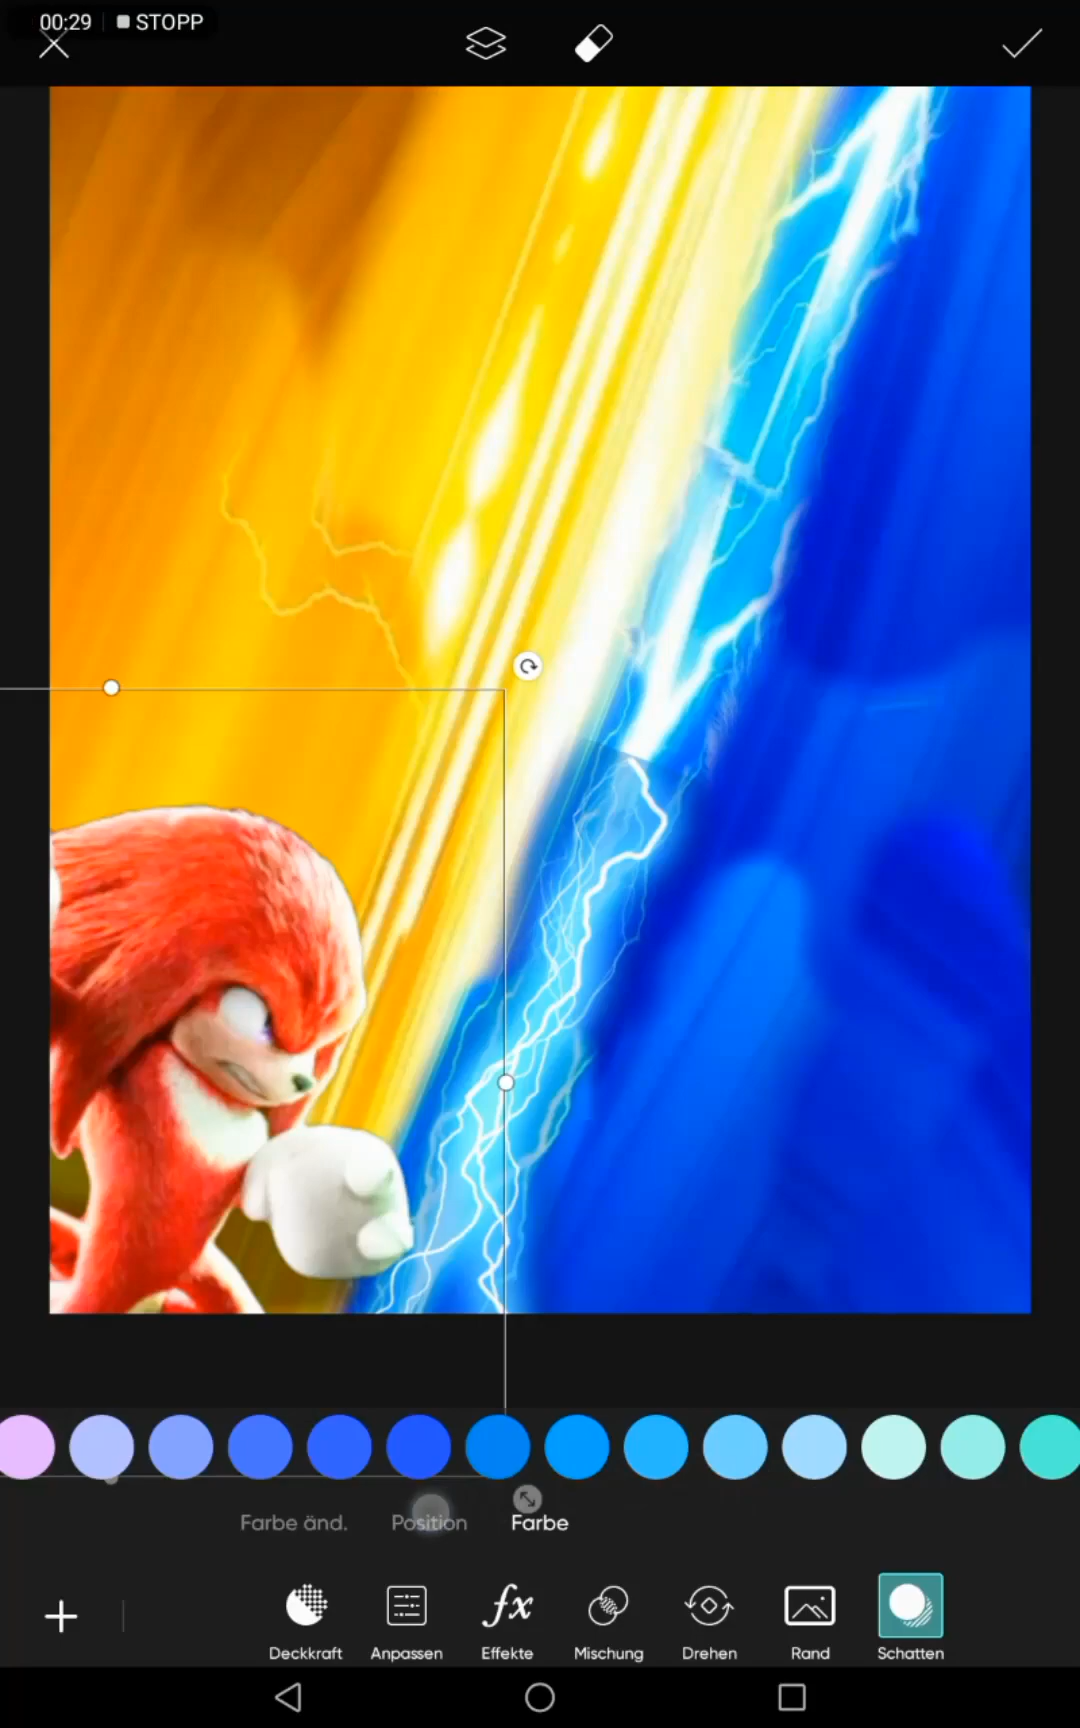 00:29 STOPP
Farbe änd. Position Farbe
fx
Deckkraft Anpassen Effekte Mischung Drehen Rand Schatten